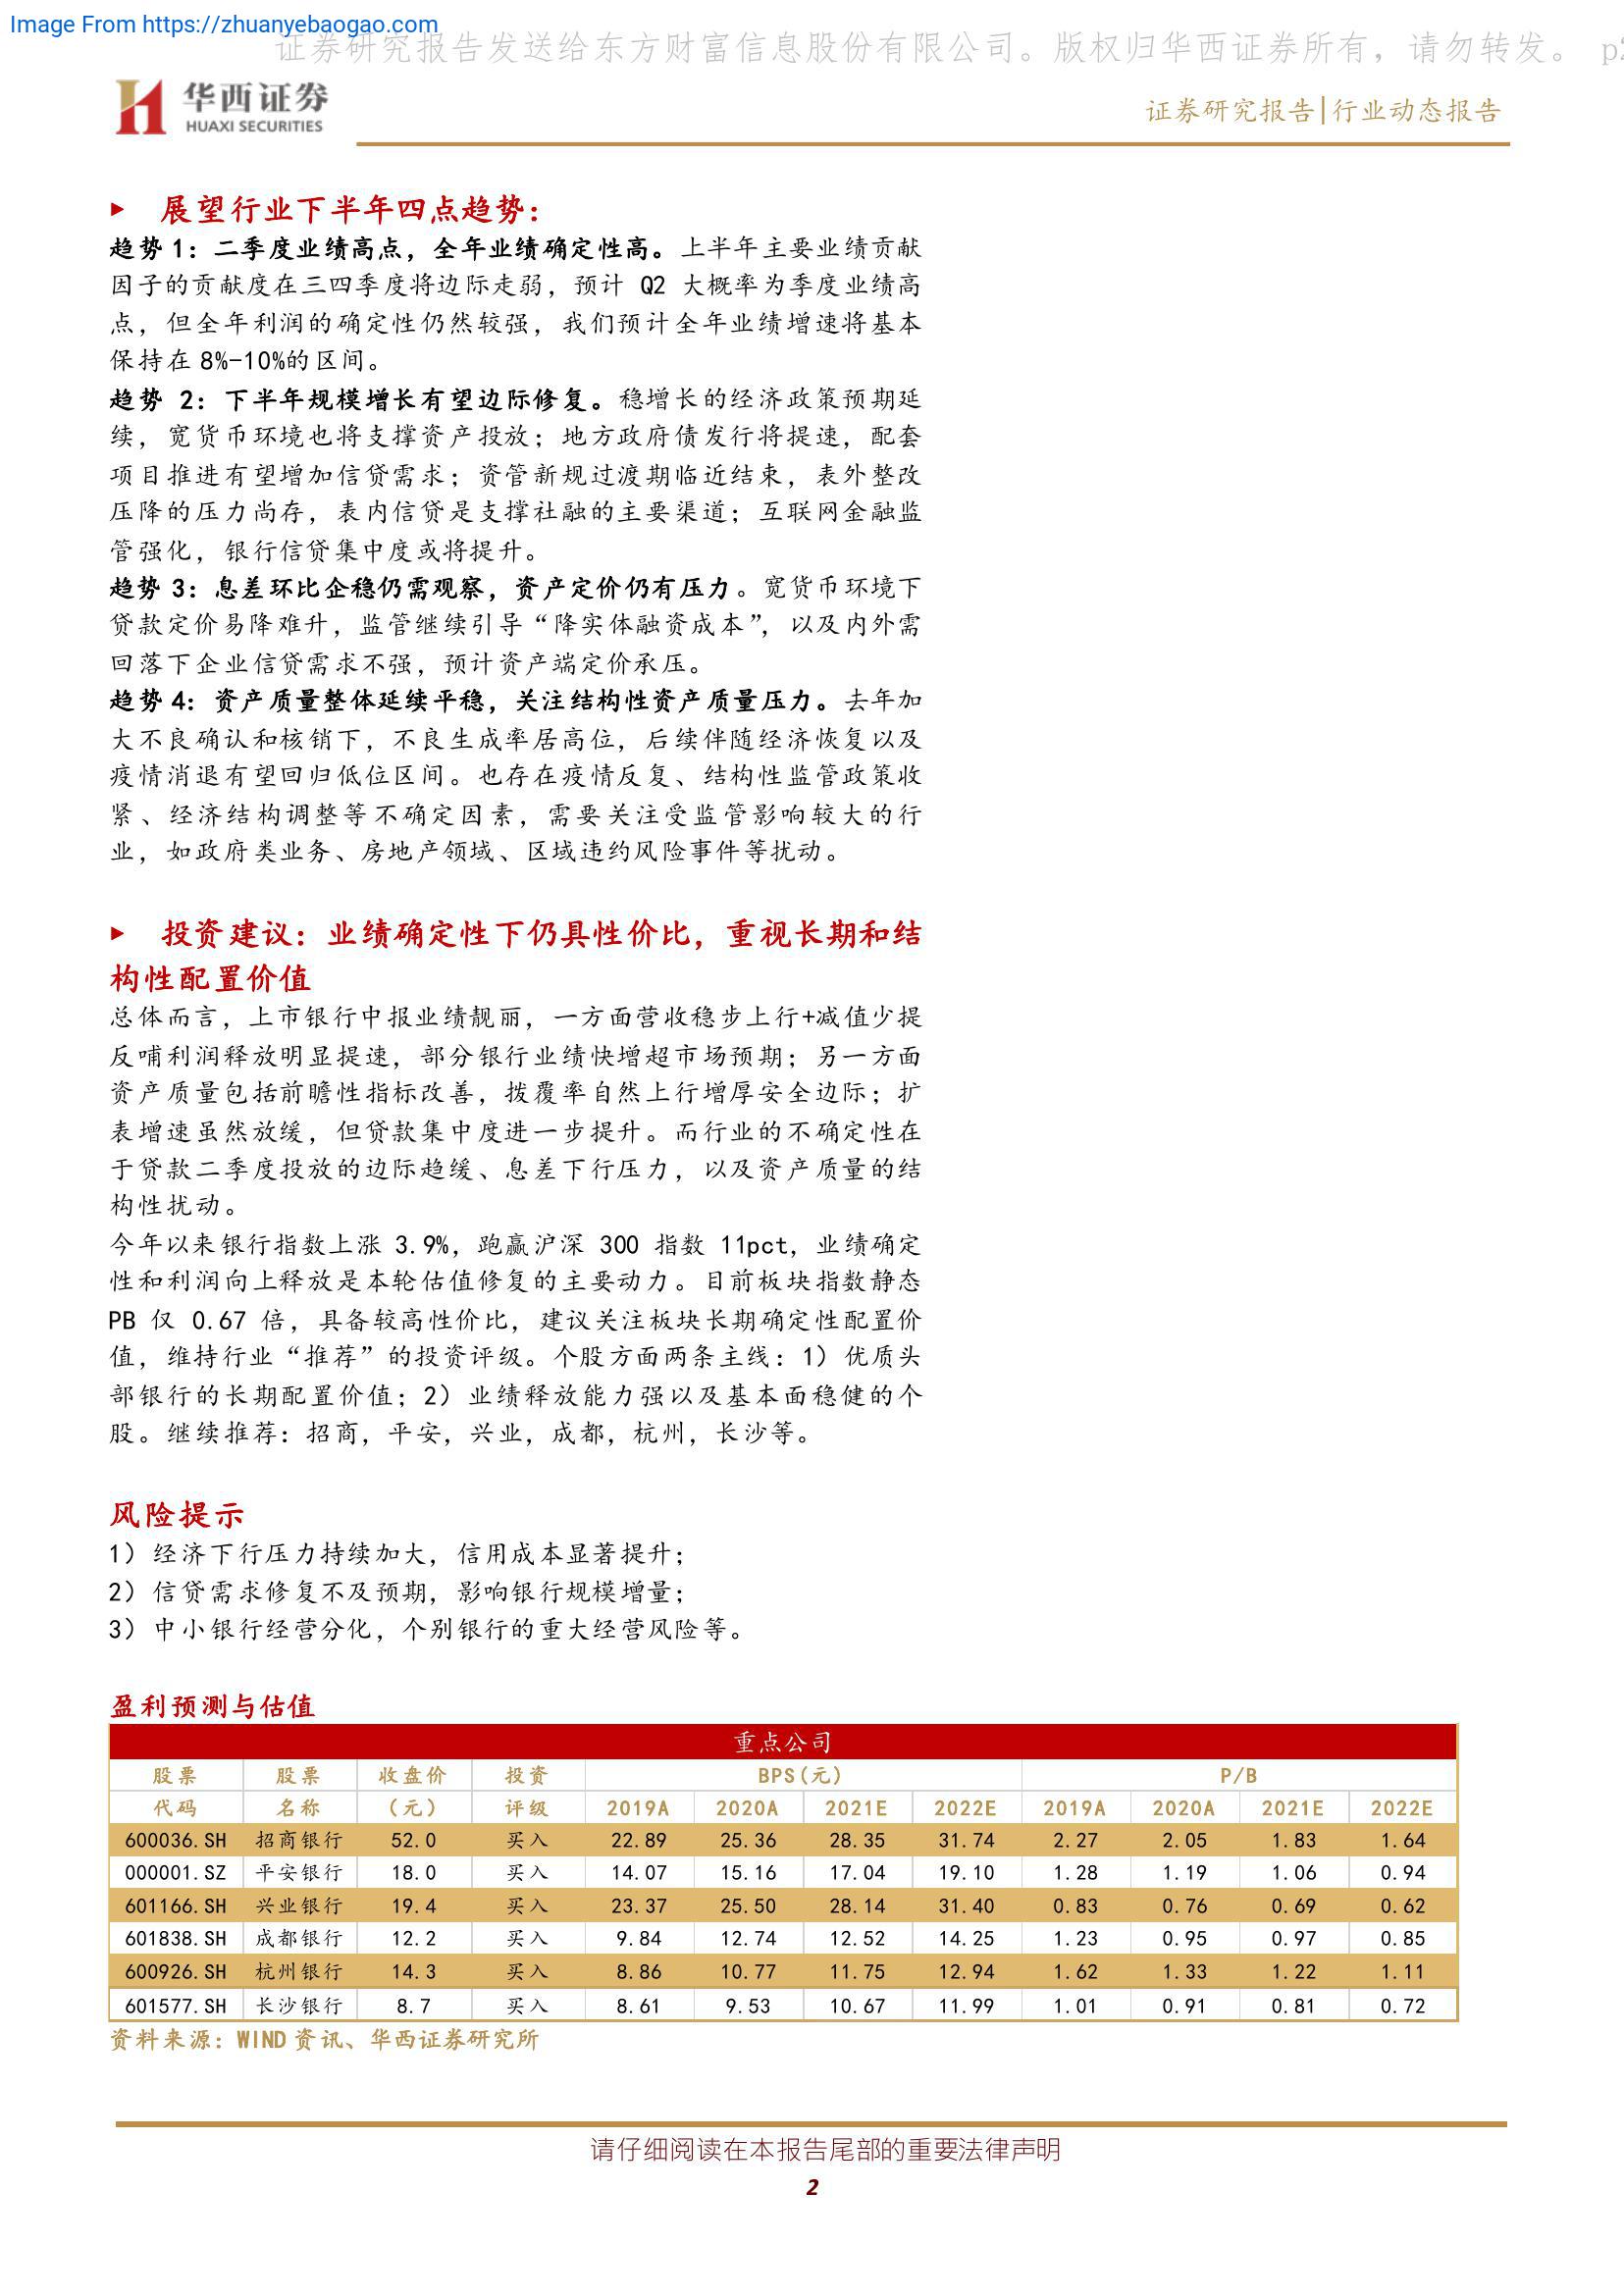 Image From https://zhuanyebaogao.com
证券研究报告发送给东方财富信息股份有限公司。版权归华西证券所有，请勿转发。 p2
华西证券
HUAXI SECURITIES
证券研究报告|行业动态报告
▶ 展望行业下半年四点趋势：
趋势 1：二季度业绩高点，全年业绩确定性高。上半年主要业绩贡献
因子的贡献度在三四季度将边际走弱，预计 Q2 大概率为季度业绩高
点，但全年利润的确定性仍然较强，我们预计全年业绩增速将基本
保持在 8%-10%的区间。
趋势 2：下半年规模增长有望边际修复。稳增长的经济政策预期延
续，宽货币环境也将支撑资产投放；地方政府债发行将提速，配套
项目推进有望增加信贷需求；资管新规过渡期临近结束，表外整改
压降的压力尚存，表内信贷是支撑社融的主要渠道；互联网金融监
管强化，银行信贷集中度或将提升。
趋势 3：息差环比企稳仍需观察，资产定价仍有压力。宽货币环境下
贷款定价易降难升，监管继续引导“降实体融资成本”，以及内外需
回落下企业信贷需求不强，预计资产端定价承压。
趋势 4：资产质量整体延续平稳，关注结构性资产质量压力。去年加
大不良确认和核销下，不良生成率居高位，后续伴随经济恢复以及
疫情消退有望回归低位区间。也存在疫情反复、结构性监管政策收
紧、经济结构调整等不确定因素，需要关注受监管影响较大的行
业，如政府类业务、房地产领域、区域违约风险事件等扰动。
▶ 投资建议：业绩确定性下仍具性价比，重视长期和结
构性配置价值
总体而言，上市银行中报业绩靓丽，一方面营收稳步上行+减值少提
反哺利润释放明显提速，部分银行业绩快增超市场预期；另一方面
资产质量包括前瞻性指标改善，拨覆率自然上行增厚安全边际；扩
表增速虽然放缓，但贷款集中度进一步提升。而行业的不确定性在
于贷款二季度投放的边际趋缓、息差下行压力，以及资产质量的结
构性扰动。
今年以来银行指数上涨 3.9%，跑赢沪深 300 指数 11pct，业绩确定
性和利润向上释放是本轮估值修复的主要动力。目前板块指数静态
PB 仅 0.67 倍，具备较高性价比，建议关注板块长期确定性配置价
值，维持行业“推荐”的投资评级。个股方面两条主线：1）优质头
部银行的长期配置价值；2）业绩释放能力强以及基本面稳健的个
股。继续推荐：招商，平安，兴业，成都，杭州，长沙等。
风险提示
1）经济下行压力持续加大，信用成本显著提升；
2）信贷需求修复不及预期，影响银行规模增量；
3）中小银行经营分化，个别银行的重大经营风险等。
盈利预测与估值
重点公司
股票 股票 收盘价 投资 BPS(元) P/B
代码 名称 （元） 评级 2019A 2020A 2021E 2022E 2019A 2020A 2021E 2022E
600036.SH 招商银行 52.0 买入 22.89 25.36 28.35 31.74 2.27 2.05 1.83 1.64
000001.SZ 平安银行 18.0 买入 14.07 15.16 17.04 19.10 1.28 1.19 1.06 0.94
601166.SH 兴业银行 19.4 买入 23.37 25.50 28.14 31.40 0.83 0.76 0.69 0.62
601838.SH 成都银行 12.2 买入 9.84 12.74 12.52 14.25 1.23 0.95 0.97 0.85
600926.SH 杭州银行 14.3 买入 8.86 10.77 11.75 12.94 1.62 1.33 1.22 1.11
601577.SH 长沙银行 8.7 买入 8.61 9.53 10.67 11.99 1.01 0.91 0.81 0.72
资料来源：WIND 资讯、华西证券研究所
请仔细阅读在本报告尾部的重要法律声明
2